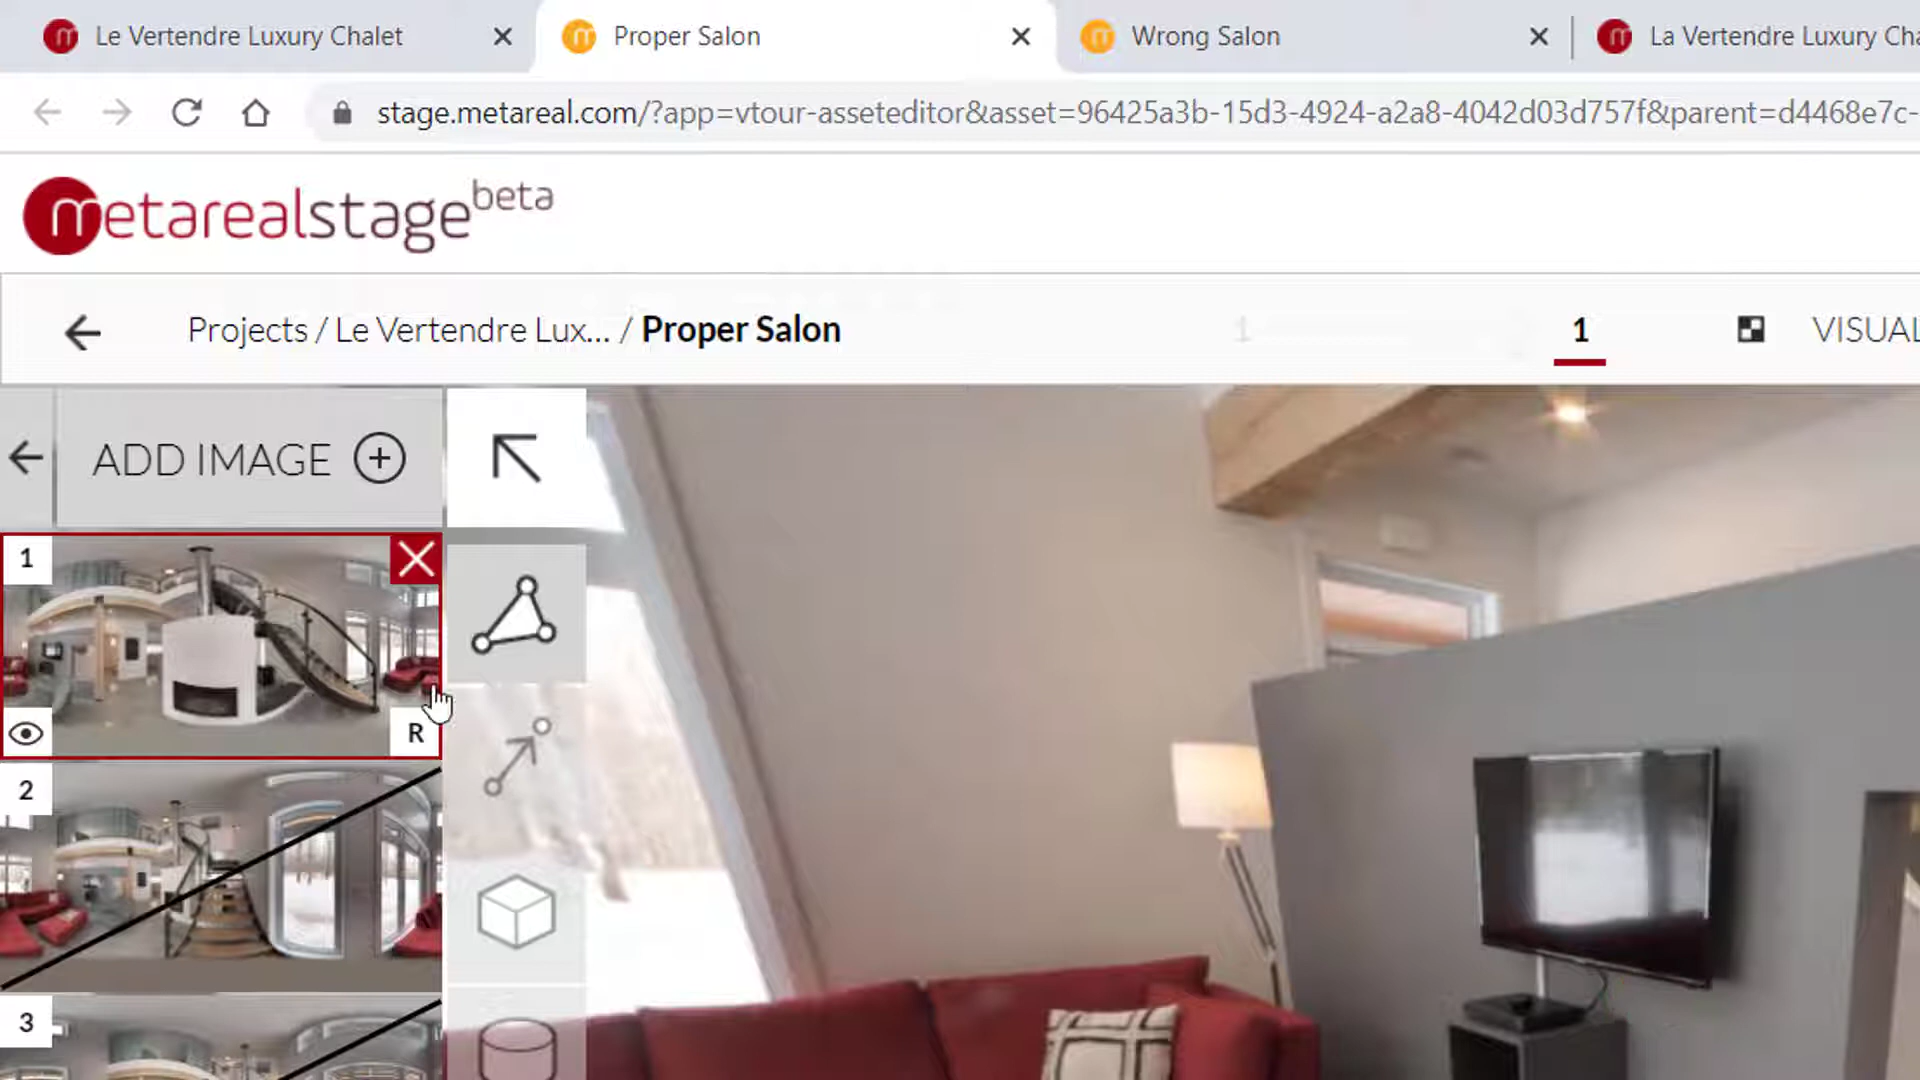 Le Vertendre Luxury Chalet
Proper Salon
Wrong Salon
La Vertendre Luxury Cha
stage.metareal.com/?app=vtour-asseteditor&asset=96425a3b-15d3-4924-a2a8-4042d03d757f&parent=d4468e7c-
metarealstage beta
Projects / Le Vertendre Lux... / Proper Salon
1
1
VISUAL
ADD IMAGE
1
R
2
3